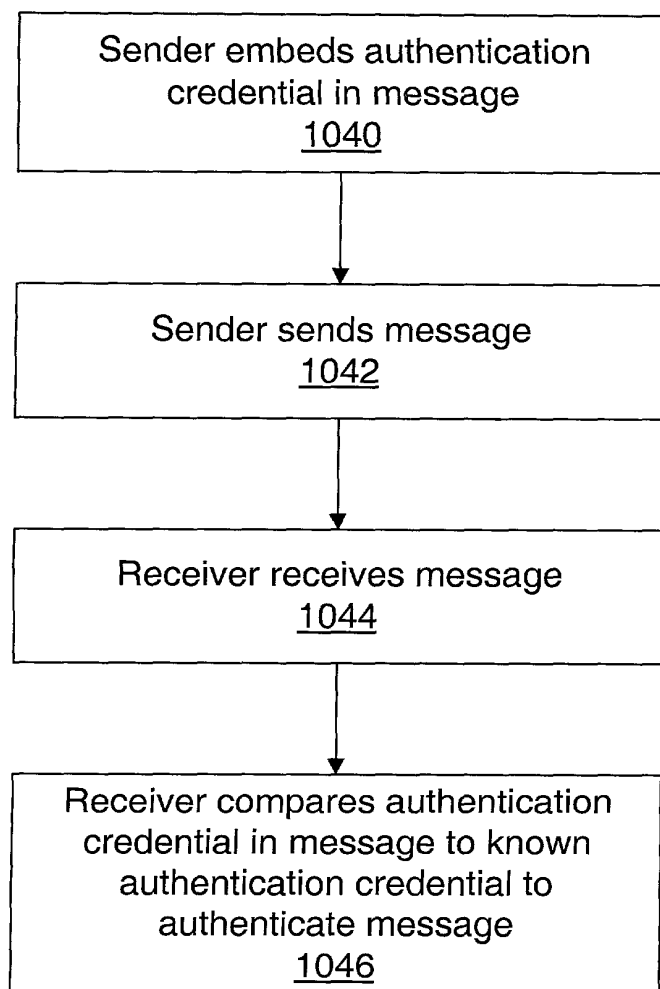 Sender embeds authentication
credential in message
1040
Sender sends message
1042
Receiver receives message
1044
Receiver compares authentication
credential in message to known
authentication credential to
authenticate message
1046